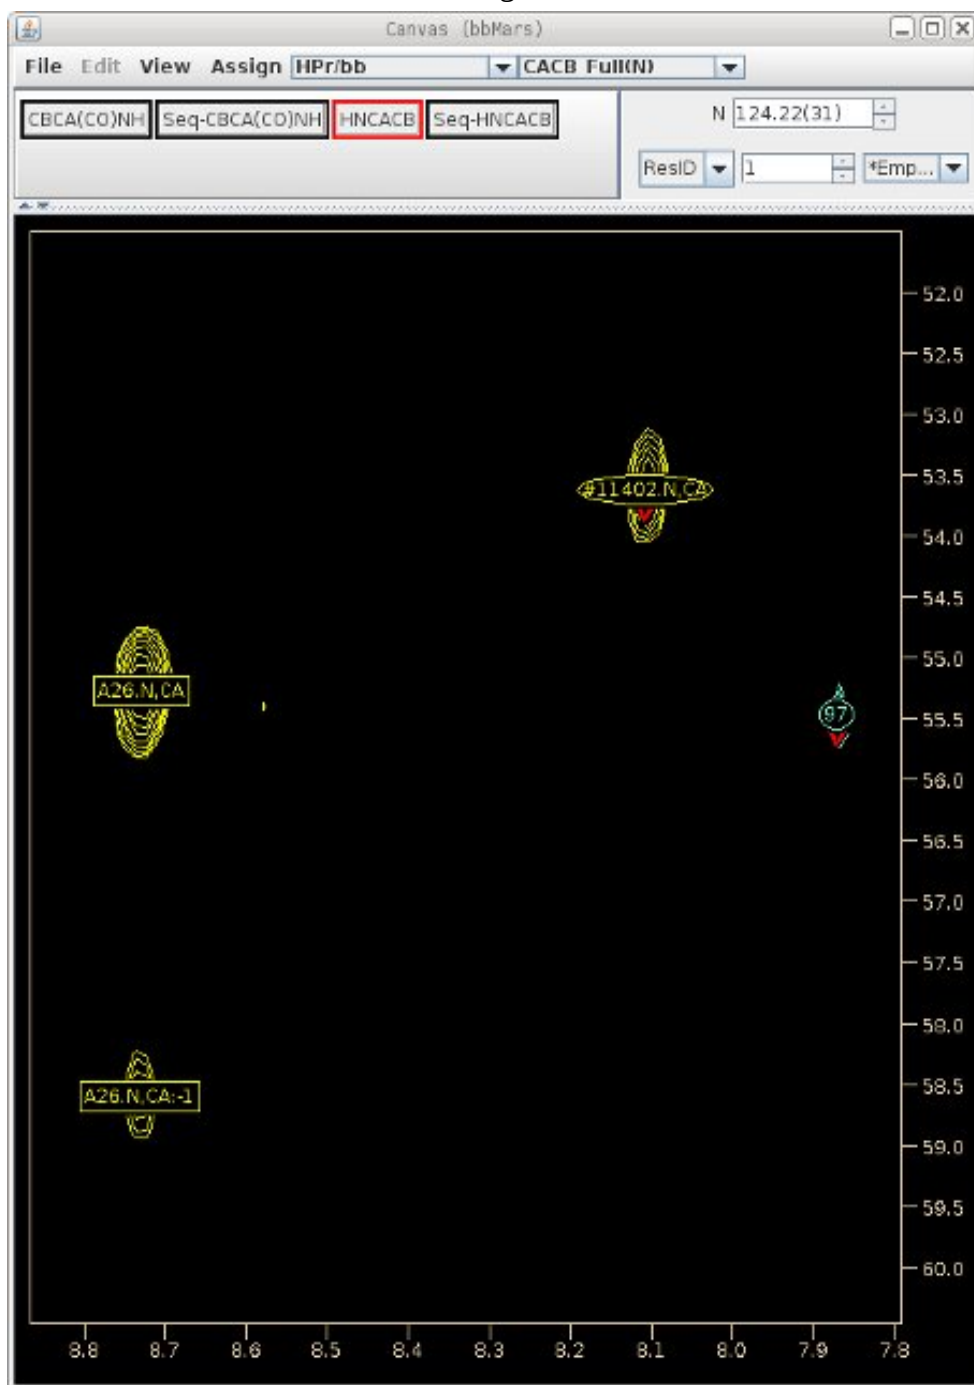 Canvas (bbMars)
File Edit View Assign HPr/bb CACB Full(N)
CBCA(CO)NH Seq-CBCA(CO)NH HNCACB Seq-HNCACB
N 124.22(31)
ResID 1 *Emp...
52.0
52.5
53.0
53.5
#11402.N,CA
54.0
54.5
55.0
A26.N,CA
97
55.5
56.0
56.5
57.0
57.5
58.0
58.5
A26.N,CA:-1
59.0
59.5
60.0
8.8 8.7 8.6 8.5 8.4 8.3 8.2 8.1 8.0 7.9 7.8